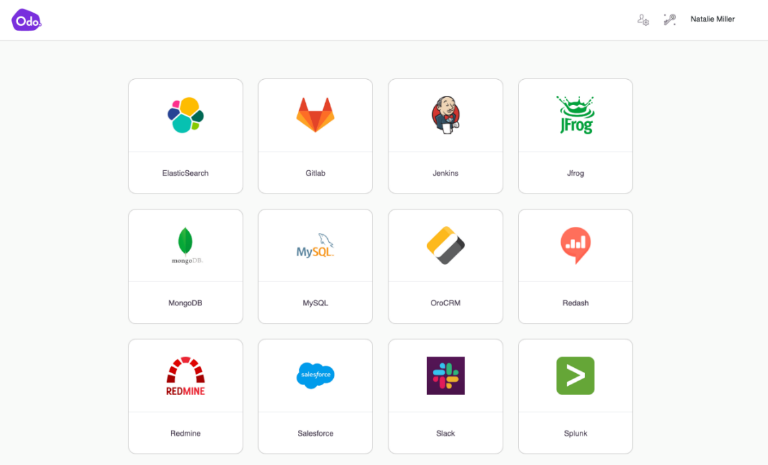 Odo
Natalie Miller
JFrog
ElasticSearch
Gitlab
Jenkins
Jfrog
mongoDB.
MySQL
MongoDB
MySQL
OroCRM
Redash
REDMINE
salesforce
Redmine
Salesforce
Slack
Splunk